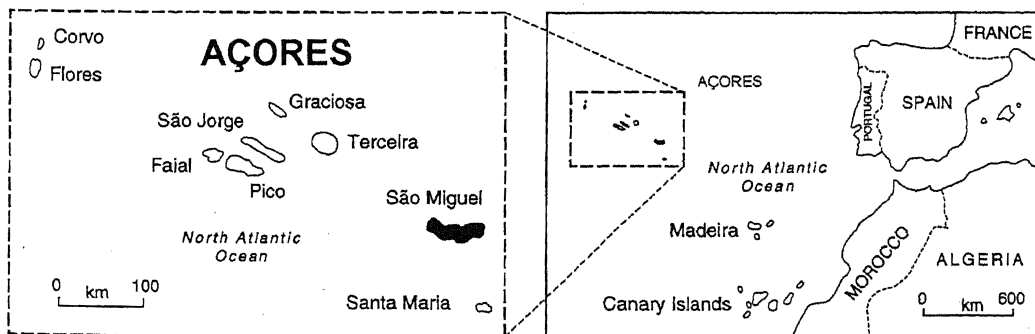 Corvo
Flores
AÇORES
Graciosa
São Jorge
Terceira
Faial
Pico
São Miguel
North Atlantic
Ocean
0 km 100
Santa Maria
FRANCE
AÇORES
PORTUGAL
SPAIN
North Atlantic
Ocean
Madeira
MOROCCO
ALGERIA
Canary Islands
0 km 600